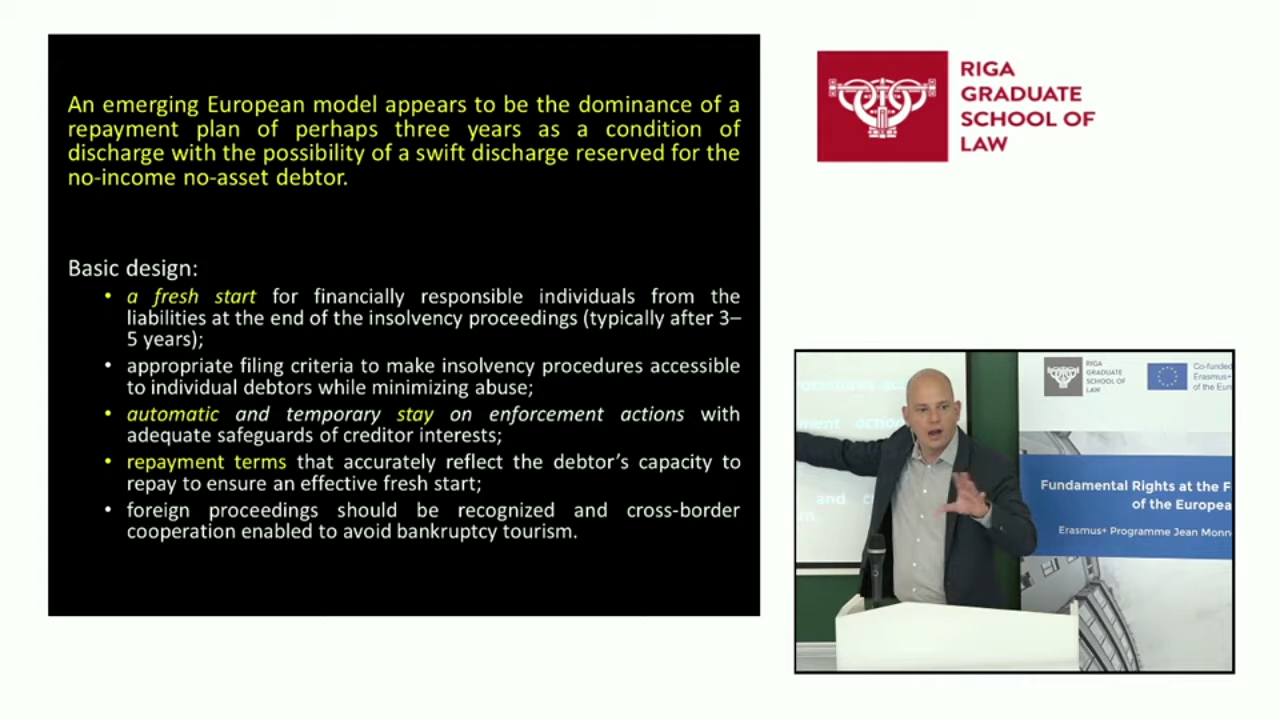 An emerging European model appears to be the dominance of a
repayment plan of perhaps three years as a condition of
discharge with the possibility of a swift discharge reserved for the
no-income no-asset debtor.
Basic design:
• a fresh start for financially responsible individuals from the
liabilities at the end of the insolvency proceedings (typically after 3–
5 years);
• appropriate filing criteria to make insolvency procedures accessible
to individual debtors while minimizing abuse;
• automatic and temporary stay on enforcement actions with
adequate safeguards of creditor interests;
• repayment terms that accurately reflect the debtor's capacity to
repay to ensure an effective fresh start;
• foreign proceedings should be recognized and cross-border
cooperation enabled to avoid bankruptcy tourism.
RIGA
GRADUATE
SCHOOL OF
LAW
RIGA
GRADUATE
SCHOOL OF
LAW
Co-funded
Erasmus+
of the Eur
Fundamental Rights at the F
of the Europea
Erasmus+ Programme Jean Monn
and